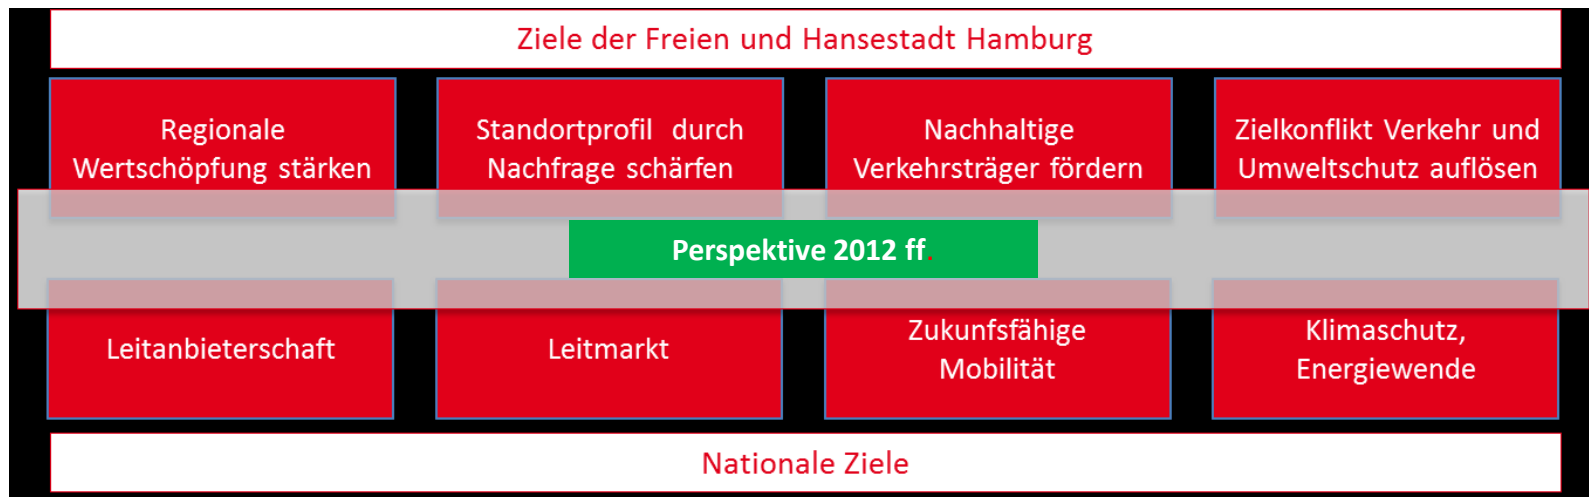 Ziele der Freien und Hansestadt Hamburg
Regionale
Wertschöpfung stärken
Standortprofil durch
Nachfrage schärfen
Nachhaltige
Verkehrsträger fördern
Zielkonflikt Verkehr und
Umweltschutz auflösen
Perspektive 2012 ff.
Leitanbieterschaft
Leitmarkt
Zukunfsfähige
Mobilität
Klimaschutz,
Energiewende
Nationale Ziele